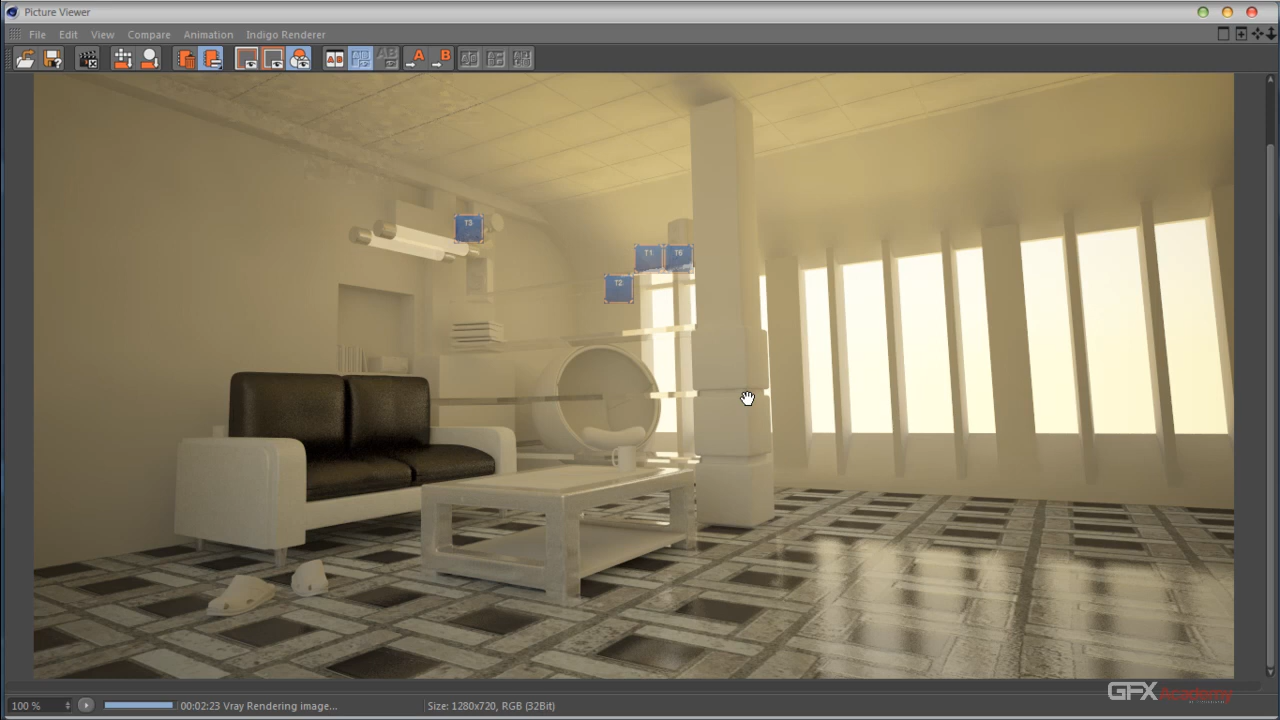 Picture Viewer
File Edit View Compare Animation Indigo Renderer
A B
AB
A B
T3
T1 T6
T2
GFX Academy
100 % 00:02:23 Vray Rendering image... Size: 1280x720, RGB (32Bit)